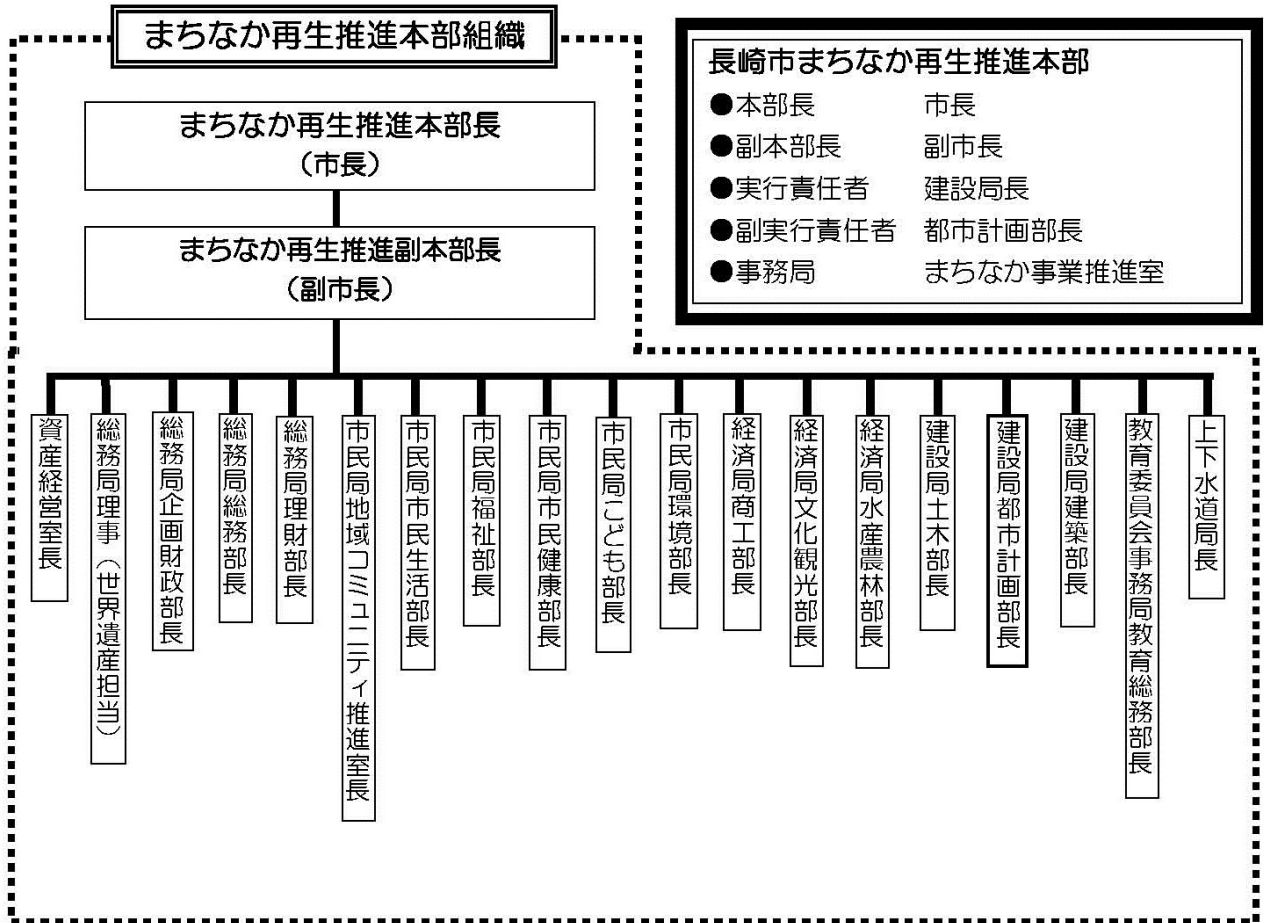 まちなか再生推進本部組織
まちなか再生推進本部長
（市長）
まちなか再生推進副本部長
（副市長）
長崎市まちなか再生推進本部
●本部長　市長
●副本部長　副市長
●実行責任者　建設局長
●副実行責任者　都市計画部長
●事務局　まちなか事業推進室
資産経営室長
総務局理事（世界遺産担当）
総務局企画財政部長
総務局総務部長
総務局理財部長
市民局地域コミュニティ推進室長
市民局市民生活部長
市民局福祉部長
市民局市民健康部長
市民局こども部長
市民局環境部長
経済局商工部長
経済局文化観光部長
経済局水産農林部長
建設局土木部長
建設局都市計画部長
建設局建築部長
教育委員会事務局教育総務部長
上下水道局長